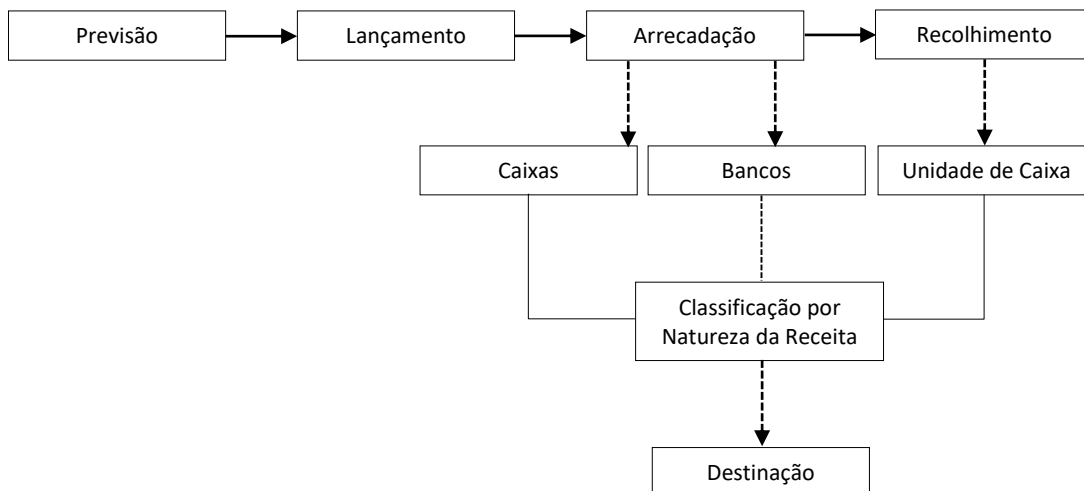 Previsão
Lançamento
Arrecadação
Recolhimento
Caixas
Bancos
Unidade de Caixa
Classificação por
Natureza da Receita
Destinação